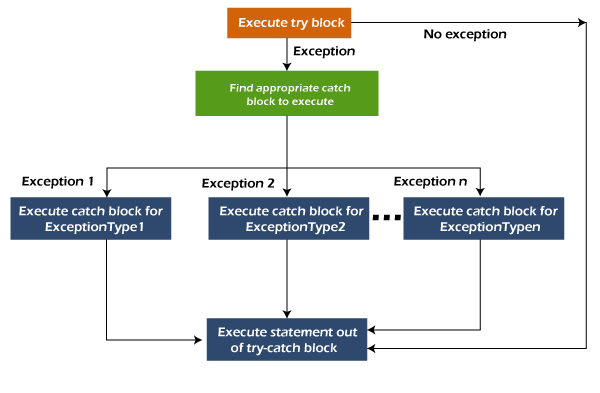 Execute try block
No exception
Exception
Find appropriate catch
block to execute
Exception 1
Exception 2
Exception n
Execute catch block for
ExceptionType1
Execute catch block for
ExceptionType2
Execute catch block for
ExceptionTypen
Execute statement out
of try-catch block